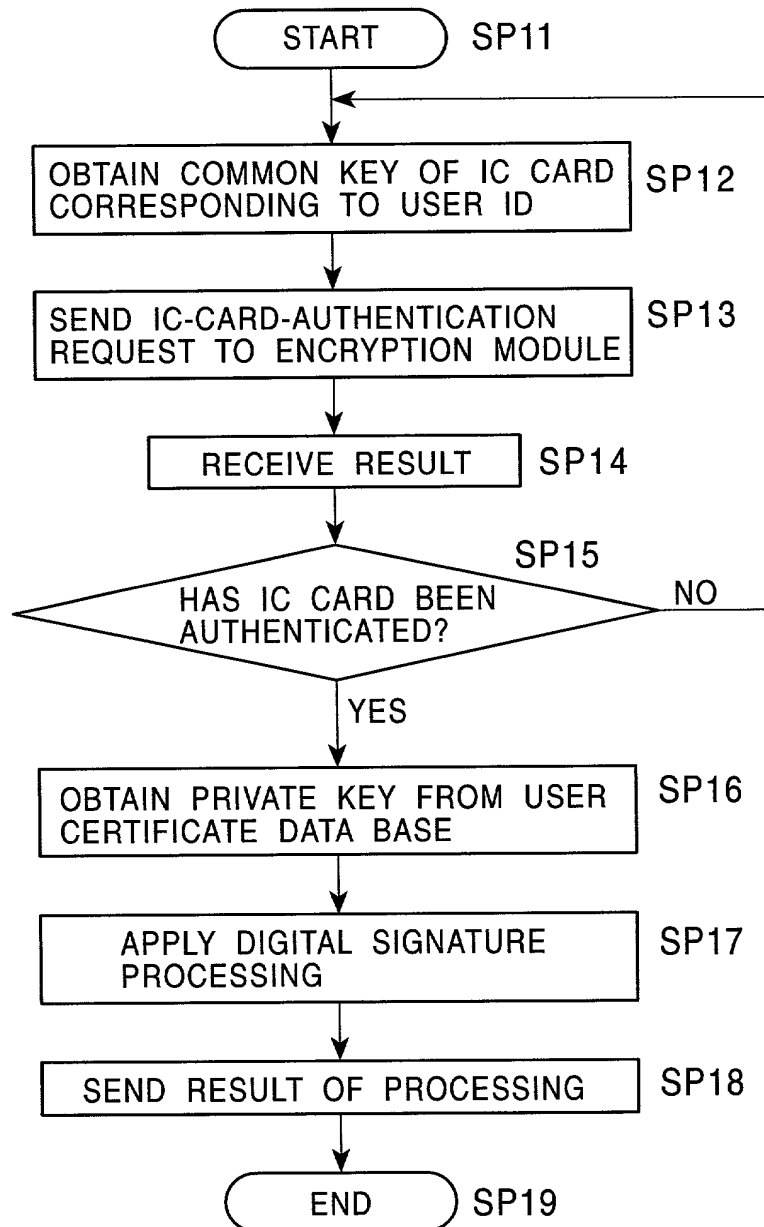 START
SP11
OBTAIN COMMON KEY OF IC CARD
CORRESPONDING TO USER ID
SP12
SEND IC-CARD-AUTHENTICATION
REQUEST TO ENCRYPTION MODULE
SP13
RECEIVE RESULT
SP14
SP15
HAS IC CARD BEEN
AUTHENTICATED?
NO
YES
OBTAIN PRIVATE KEY FROM USER
CERTIFICATE DATA BASE
SP16
APPLY DIGITAL SIGNATURE
PROCESSING
SP17
SEND RESULT OF PROCESSING
SP18
END
SP19